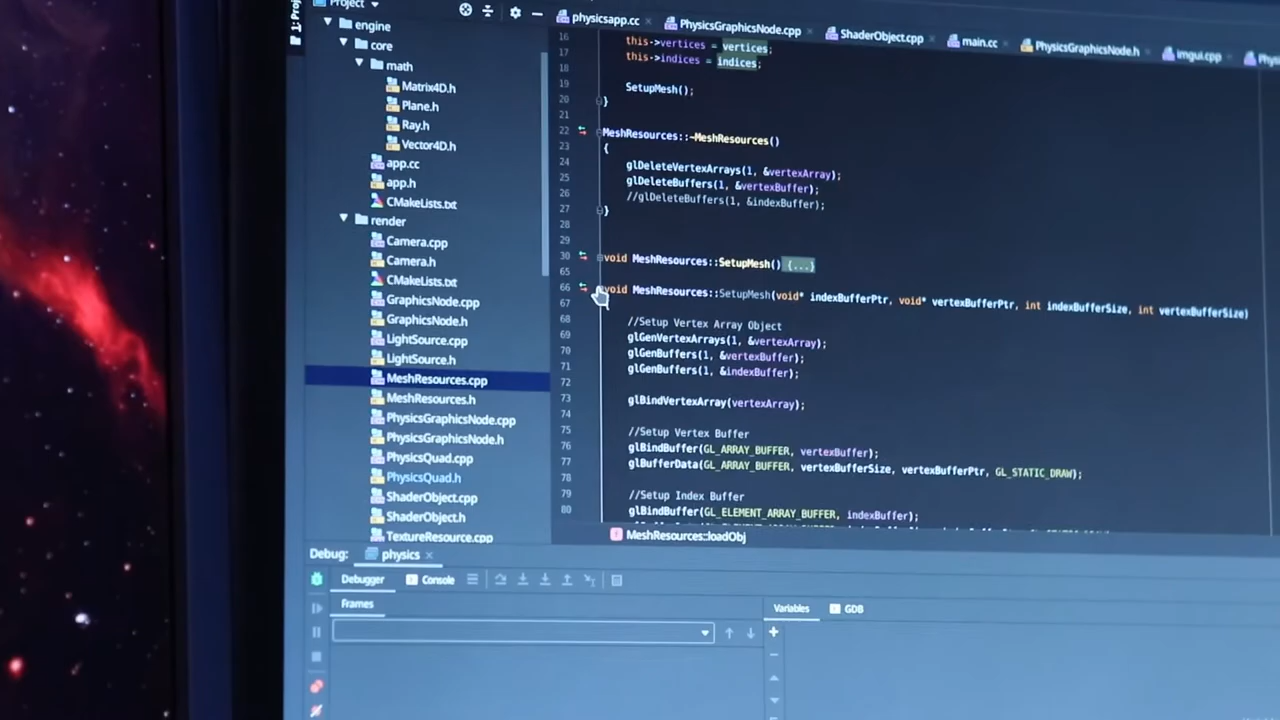 1: Proj
Project
engine
core
math
Matrix4D.h
Plane.h
Ray.h
Vector4D.h
app.cc
app.h
CMakeLists.txt
render
Camera.cpp
Camera.h
CMakeLists.txt
GraphicsNode.cpp
GraphicsNode.h
LightSource.cpp
LightSource.h
MeshResources.cpp
MeshResources.h
PhysicsGraphicsNode.cpp
PhysicsGraphicsNode.h
PhysicsQuad.cpp
PhysicsQuad.h
ShaderObject.cpp
ShaderObject.h
TextureResource.cpp
physicsapp.cc
PhysicsGraphicsNode.cpp
ShaderObject.cpp
main.cc
PhysicsGraphicsNode.h
imgui.cpp
16 this->vertices = vertices;
17 this->indices = indices;
18
19 SetupMesh();
20 }
21
22 MeshResources::~MeshResources()
23 {
24 glDeleteVertexArrays(1, &vertexArray);
25 glDeleteBuffers(1, &vertexBuffer);
26 //glDeleteBuffers(1, &indexBuffer);
27 }
28
29
30 void MeshResources::SetupMesh() {...}
65
66 void MeshResources::SetupMesh(void* indexBufferPtr, void* vertexBufferPtr, int indexBufferSize, int vertexBufferSize)
67
68 //Setup Vertex Array Object
69 glGenVertexArrays(1, &vertexArray);
70 glGenBuffers(1, &vertexBuffer);
71 glGenBuffers(1, &indexBuffer);
72
73 glBindVertexArray(vertexArray);
74
75 //Setup Vertex Buffer
76 glBindBuffer(GL_ARRAY_BUFFER, vertexBuffer);
77 glBufferData(GL_ARRAY_BUFFER, vertexBufferSize, vertexBufferPtr, GL_STATIC_DRAW);
78
79 //Setup Index Buffer
80 glBindBuffer(GL_ELEMENT_ARRAY_BUFFER, indexBuffer);
MeshResources::loadObj
Debug: physics
Debugger Console
Frames
Variables GDB